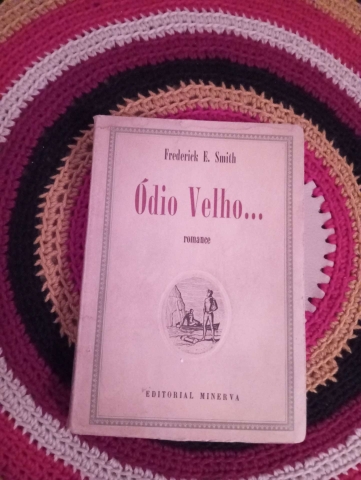 Frederick E. Smith
Ódio Velho...
romance
EDITORIAL MINERVA